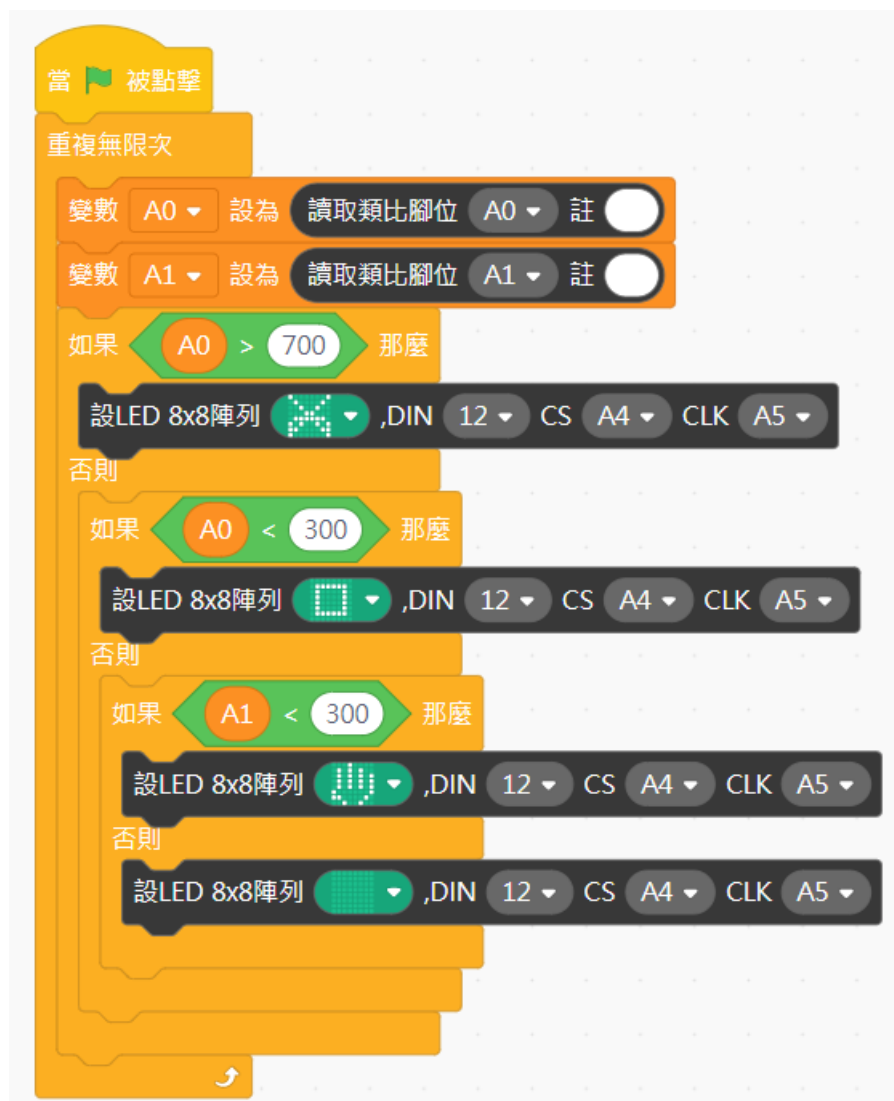 當 被點擊
重複無限次
變數 A0 設為 讀取類比腳位 A0 註
變數 A1 設為 讀取類比腳位 A1 註
如果 A0 > 700 那麼
設LED 8x8陣列 ,DIN 12 CS A4 CLK A5
否則
如果 A0 < 300 那麼
設LED 8x8陣列 ,DIN 12 CS A4 CLK A5
否則
如果 A1 < 300 那麼
設LED 8x8陣列 ,DIN 12 CS A4 CLK A5
否則
設LED 8x8陣列 ,DIN 12 CS A4 CLK A5